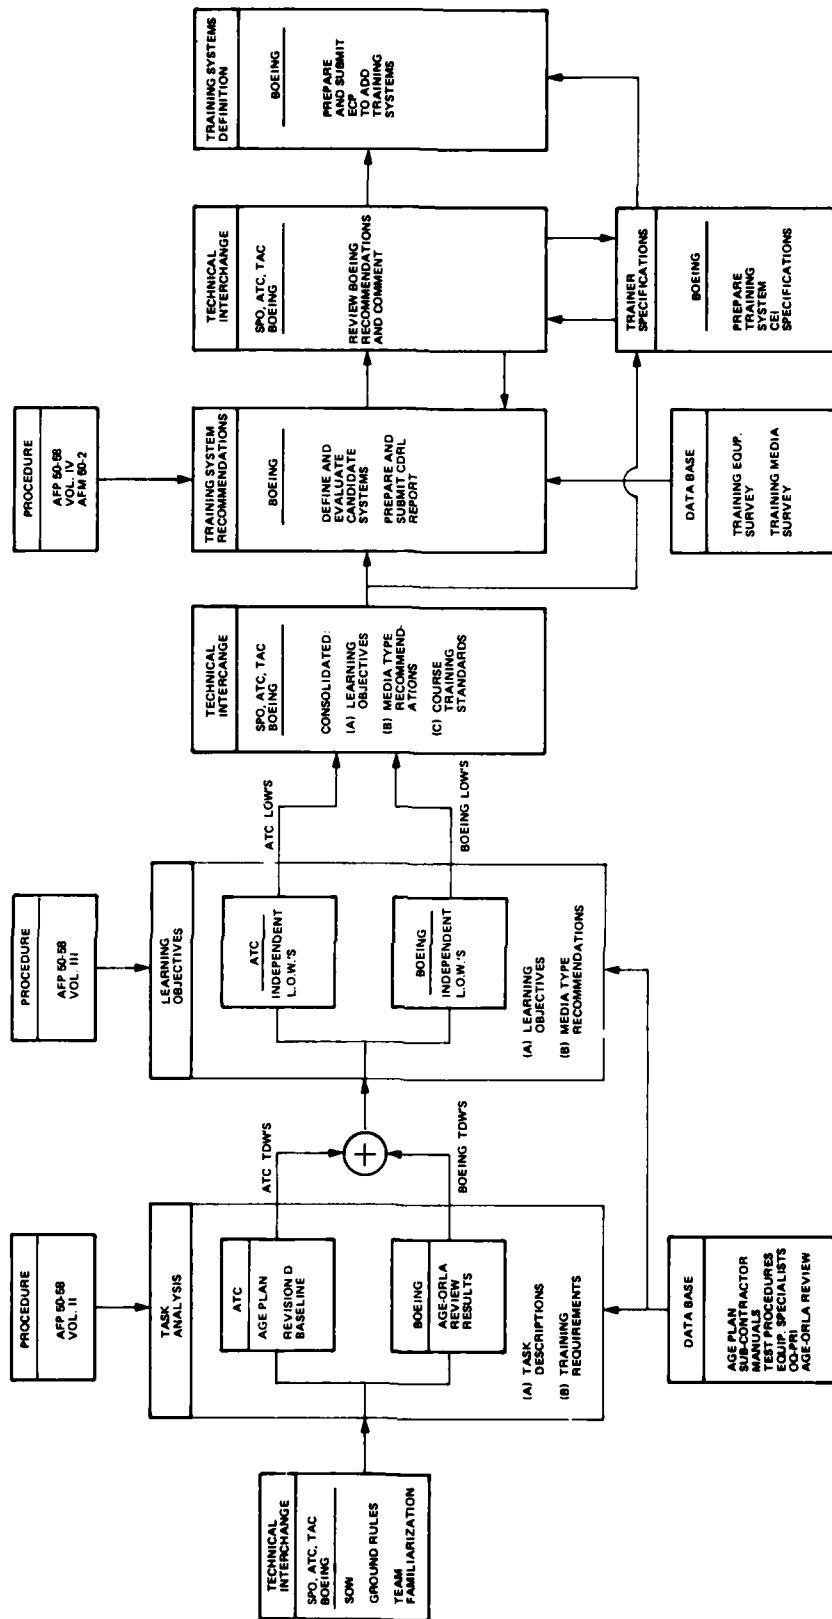 TECHNICAL
INTERCHANGE
SPO, ATC, TAC
BOEING
SOW
GROUND RULES
TEAM
FAMILIARIZATION
PROCEDURE
AFP 50-58
VOL. II
TASK
ANALYSIS
ATC
AGE PLAN
REVISION D
BASELINE
BOEING
AGE-ORLA
REVIEW
RESULTS
(A) TASK
DESCRIPTIONS
(B) TRAINING
REQUIREMENTS
DATA BASE
AGE PLAN
SUB-CONTRACTOR
MANUALS
TEST PROCEDURES
EQUIP. SPECIALISTS
QQ-PRI
AGE-ORLA REVIEW
ATC TDW'S
+
BOEING TDW'S
PROCEDURE
AFP 50-58
VOL. III
LEARNING
OBJECTIVES
ATC
INDEPENDENT
L.O.W.'S
BOEING
INDEPENDENT
L.O.W.'S
(A) LEARNING
OBJECTIVES
(B) MEDIA TYPE
RECOMMENDATIONS
ATC LOW'S
BOEING LOW'S
TECHNICAL
INTERCANGE
SPO, ATC, TAC
BOEING
CONSOLIDATED:
(A) LEARNING
OBJECTIVES
(B) MEDIA TYPE
RECOMMEND-
ATIONS
(C) COURSE
TRAINING
STANDARDS
PROCEDURE
AFP 50-58
VOL. IV
AFM 50-2
TRAINING SYSTEM
RECOMMENDATIONS
BOEING
DEFINE AND
EVALUATE
CANDIDATE
SYSTEMS
PREPARE AND
SUBMIT CDRL
REPORT
DATA BASE
TRAINING EQUIP.
SURVEY
TRAINING MEDIA
SURVEY
TECHNICAL
INTERCHANGE
SPO, ATC, TAC
BOEING
REVIEW BOEING
RECOMMENDATIONS
AND COMMENT
TRAINER
SPECIFICATIONS
BOEING
PREPARE
TRAINING
SYSTEM
CEI
SPECIFICATIONS
TRAINING SYSTEMS
DEFINITION
BOEING
PREPARE
AND SUBMIT
ECP
TO ADD
TRAINING
SYSTEMS